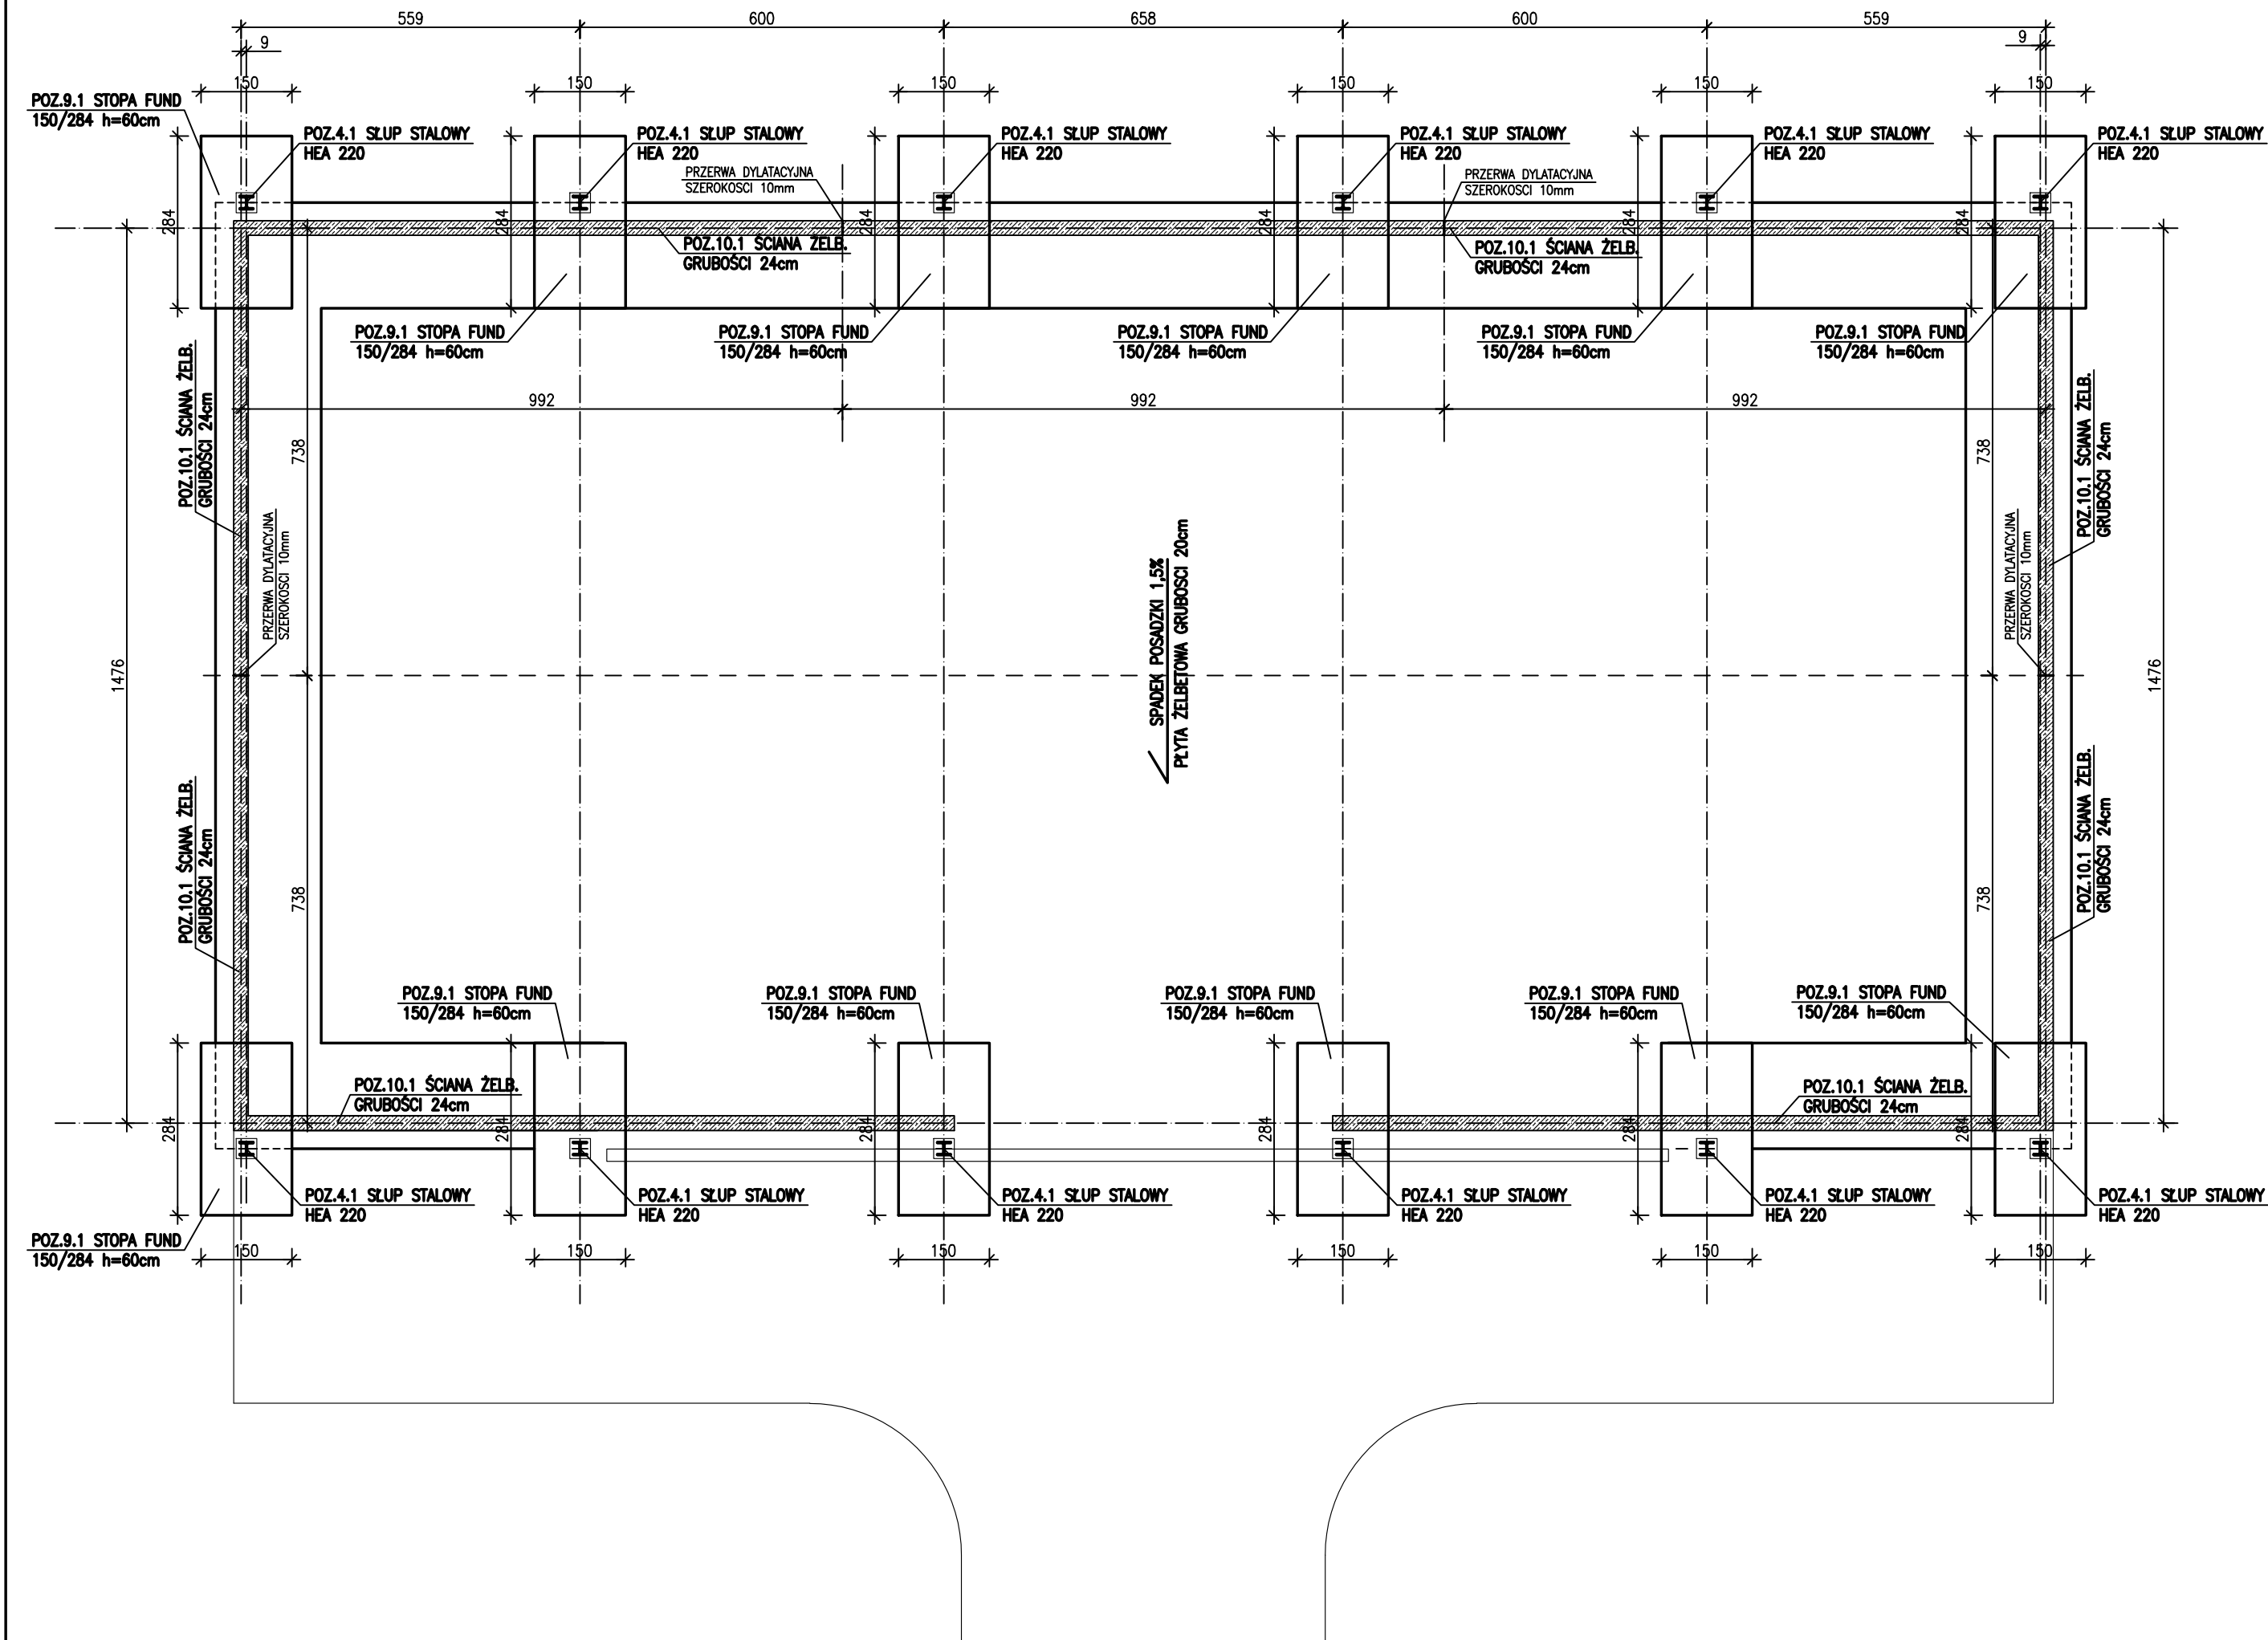 559
600
658
600
559
9
9
150
150
150
150
150
150
POZ.9.1 STOPA FUND
150/284 h=60cm
POZ.4.1 SŁUP STALOWY
HEA 220
POZ.4.1 SŁUP STALOWY
HEA 220
POZ.4.1 SŁUP STALOWY
HEA 220
POZ.4.1 SŁUP STALOWY
HEA 220
POZ.4.1 SŁUP STALOWY
HEA 220
POZ.4.1 SŁUP STALOWY
HEA 220
PRZERWA DYLATACYJNA
SZEROKOSCI 10mm
PRZERWA DYLATACYJNA
SZEROKOSCI 10mm
284
284
284
284
284
284
POZ.10.1 ŚCIANA ŻELB.
GRUBOŚCI 24cm
POZ.10.1 ŚCIANA ŻELB.
GRUBOŚCI 24cm
POZ.9.1 STOPA FUND
150/284 h=60cm
POZ.9.1 STOPA FUND
150/284 h=60cm
POZ.9.1 STOPA FUND
150/284 h=60cm
POZ.9.1 STOPA FUND
150/284 h=60cm
POZ.9.1 STOPA FUND
150/284 h=60cm
992
992
992
POZ.10.1 ŚCIANA ŻELB.
GRUBOŚCI 24cm
738
738
POZ.10.1 ŚCIANA ŻELB.
GRUBOŚCI 24cm
PRZERWA DYLATACYJNA
SZEROKOSCI 10mm
SPADEK POSADZKI 1,5%
PŁYTA ŻELBETOWA GRUBOSCI 20cm
PRZERWA DYLATACYJNA
SZEROKOSCI 10mm
1476
1476
POZ.10.1 ŚCIANA ŻELB.
GRUBOŚCI 24cm
738
738
POZ.10.1 ŚCIANA ŻELB.
GRUBOŚCI 24cm
POZ.9.1 STOPA FUND
150/284 h=60cm
POZ.9.1 STOPA FUND
150/284 h=60cm
POZ.9.1 STOPA FUND
150/284 h=60cm
POZ.9.1 STOPA FUND
150/284 h=60cm
POZ.9.1 STOPA FUND
150/284 h=60cm
POZ.10.1 ŚCIANA ŻELB.
GRUBOŚCI 24cm
POZ.10.1 ŚCIANA ŻELB.
GRUBOŚCI 24cm
284
284
284
284
284
284
POZ.4.1 SŁUP STALOWY
HEA 220
POZ.4.1 SŁUP STALOWY
HEA 220
POZ.4.1 SŁUP STALOWY
HEA 220
POZ.4.1 SŁUP STALOWY
HEA 220
POZ.4.1 SŁUP STALOWY
HEA 220
POZ.4.1 SŁUP STALOWY
HEA 220
POZ.9.1 STOPA FUND
150/284 h=60cm
150
150
150
150
150
150